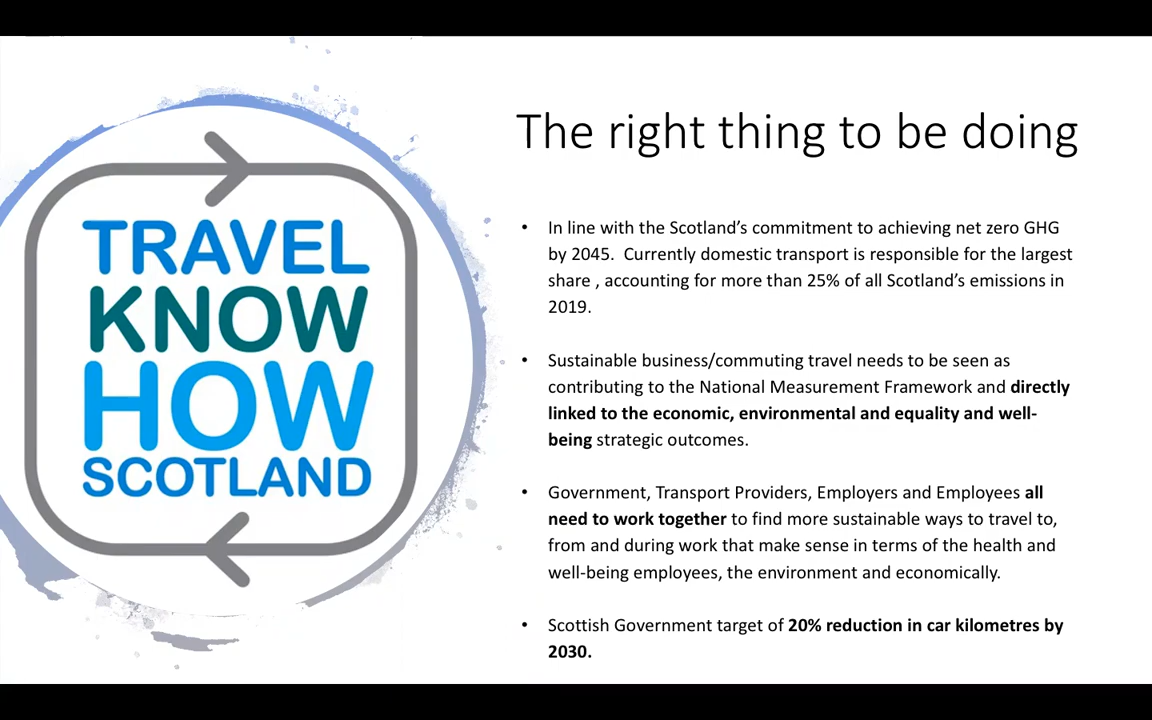 TRAVEL
KNOW
HOW
SCOTLAND
The right thing to be doing
• In line with the Scotland’s commitment to achieving net zero GHG
by 2045.  Currently domestic transport is responsible for the largest
share , accounting for more than 25% of all Scotland’s emissions in
2019.
• Sustainable business/commuting travel needs to be seen as
contributing to the National Measurement Framework and directly
linked to the economic, environmental and equality and well-
being strategic outcomes.
• Government, Transport Providers, Employers and Employees all
need to work together to find more sustainable ways to travel to,
from and during work that make sense in terms of the health and
well-being employees, the environment and economically.
• Scottish Government target of 20% reduction in car kilometres by
2030.